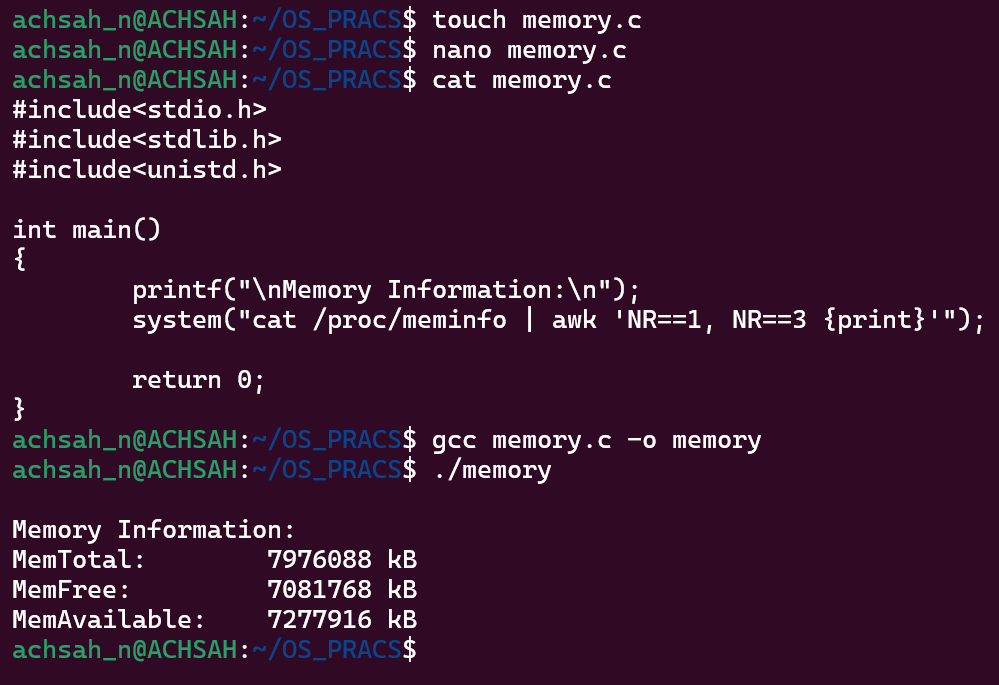 achsah_n@ACHSAH:~/OS_PRACS$ touch memory.c
achsah_n@ACHSAH:~/OS_PRACS$ nano memory.c
achsah_n@ACHSAH:~/OS_PRACS$ cat memory.c
#include<stdio.h>
#include<stdlib.h>
#include<unistd.h>

int main()
{
        printf("\nMemory Information:\n");
        system("cat /proc/meminfo | awk 'NR==1, NR==3 {print}'");

        return 0;
}
achsah_n@ACHSAH:~/OS_PRACS$ gcc memory.c -o memory
achsah_n@ACHSAH:~/OS_PRACS$ ./memory

Memory Information:
MemTotal:        7976088 kB
MemFree:         7081768 kB
MemAvailable:    7277916 kB
achsah_n@ACHSAH:~/OS_PRACS$